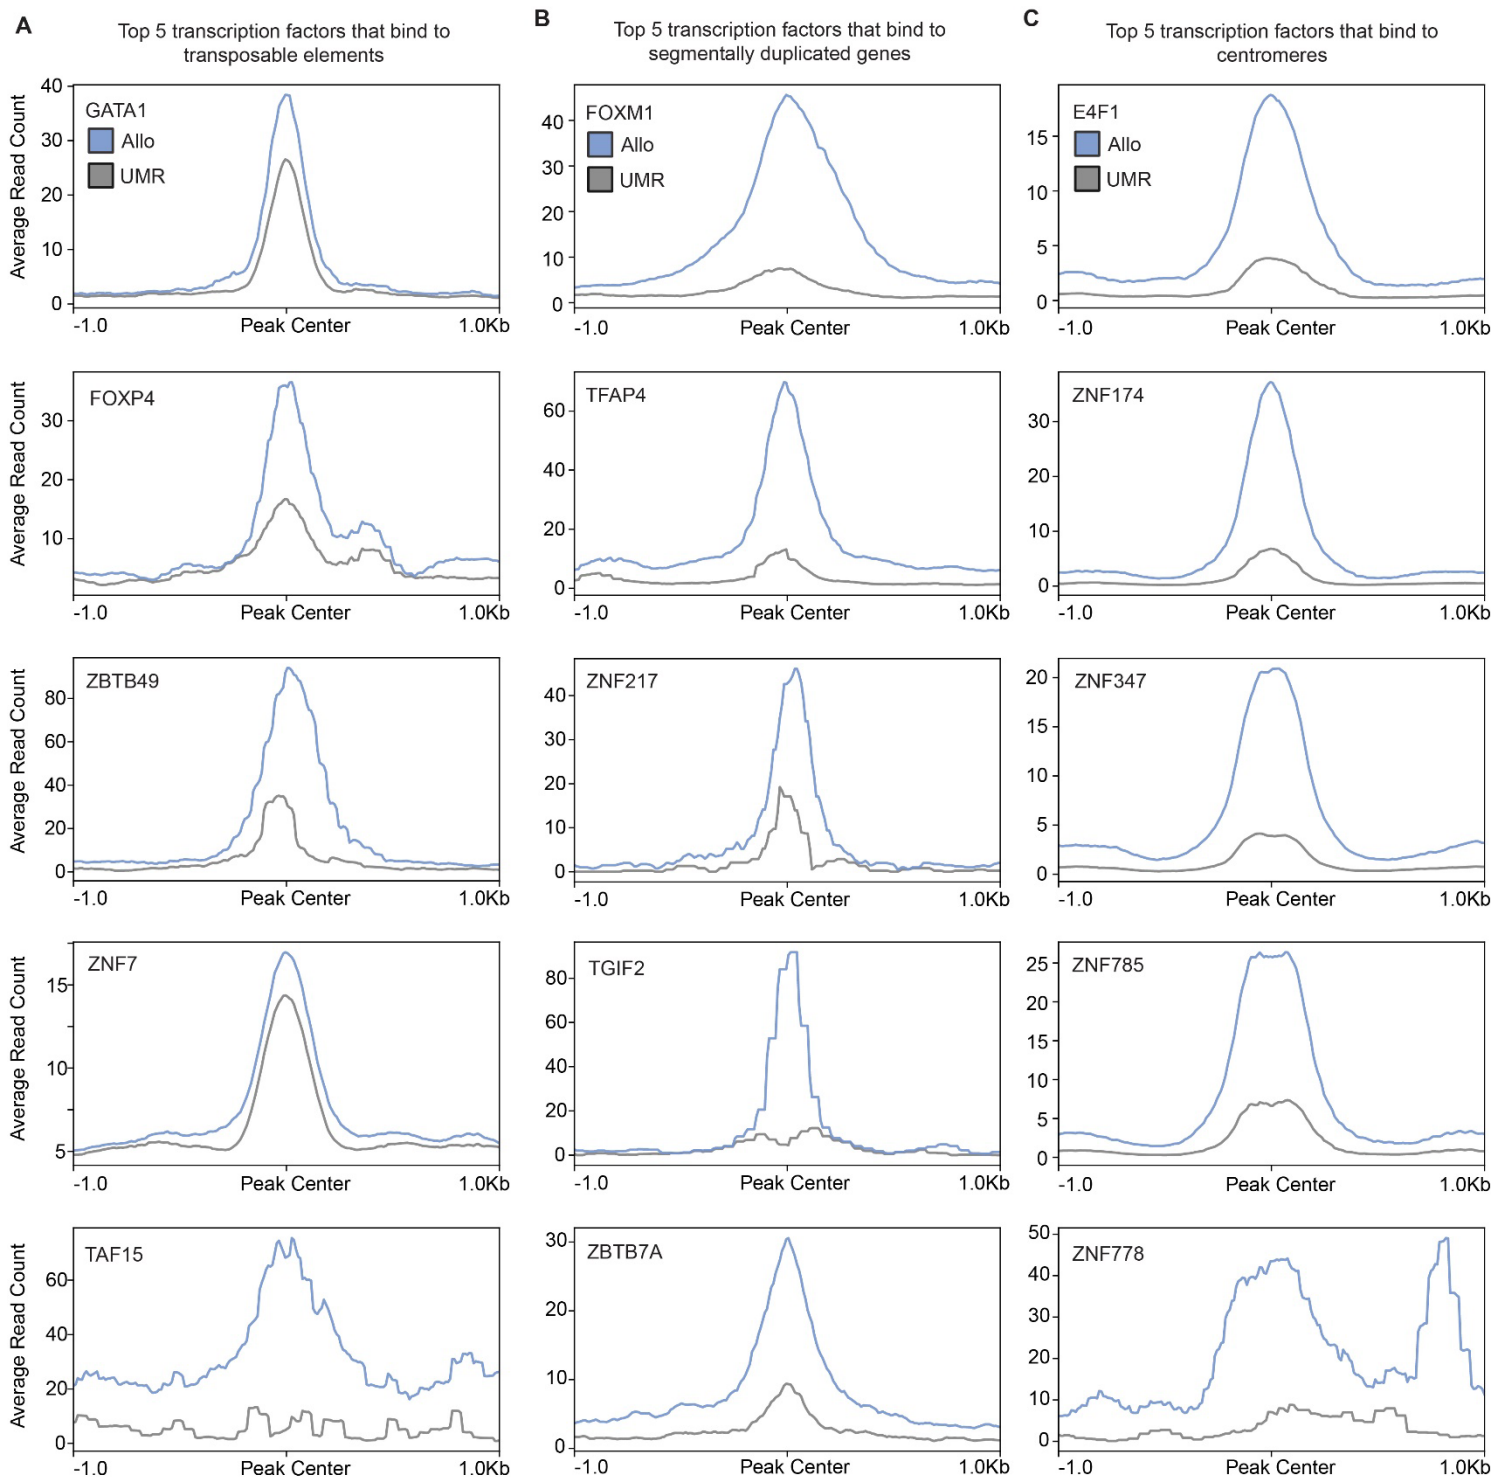 A
Top 5 transcription factors that bind to
transposable elements
B
Top 5 transcription factors that bind to
segmentally duplicated genes
C
Top 5 transcription factors that bind to
centromeres
Average Read Count
40
30
20
10
0
GATA1
Allo
UMR
-1.0
Peak Center
1.0Kb
40
30
20
10
0
FOXM1
Allo
UMR
-1.0
Peak Center
1.0Kb
15
10
5
0
E4F1
Allo
UMR
-1.0
Peak Center
1.0Kb
Average Read Count
30
20
10
FOXP4
-1.0
Peak Center
1.0Kb
60
40
20
0
TFAP4
-1.0
Peak Center
1.0Kb
30
20
10
0
ZNF174
-1.0
Peak Center
1.0Kb
Average Read Count
80
60
40
20
0
ZBTB49
-1.0
Peak Center
1.0Kb
40
30
20
10
0
ZNF217
-1.0
Peak Center
1.0Kb
20
15
10
5
0
ZNF347
-1.0
Peak Center
1.0Kb
Average Read Count
15
10
5
ZNF7
-1.0
Peak Center
1.0Kb
80
60
40
20
0
TGIF2
-1.0
Peak Center
1.0Kb
25
20
25
10
5
0
ZNF785
-1.0
Peak Center
1.0Kb
Average Read Count
60
40
20
0
TAF15
-1.0
Peak Center
1.0Kb
30
20
10
0
ZBTB7A
-1.0
Peak Center
1.0Kb
50
40
30
20
10
0
ZNF778
-1.0
Peak Center
1.0Kb